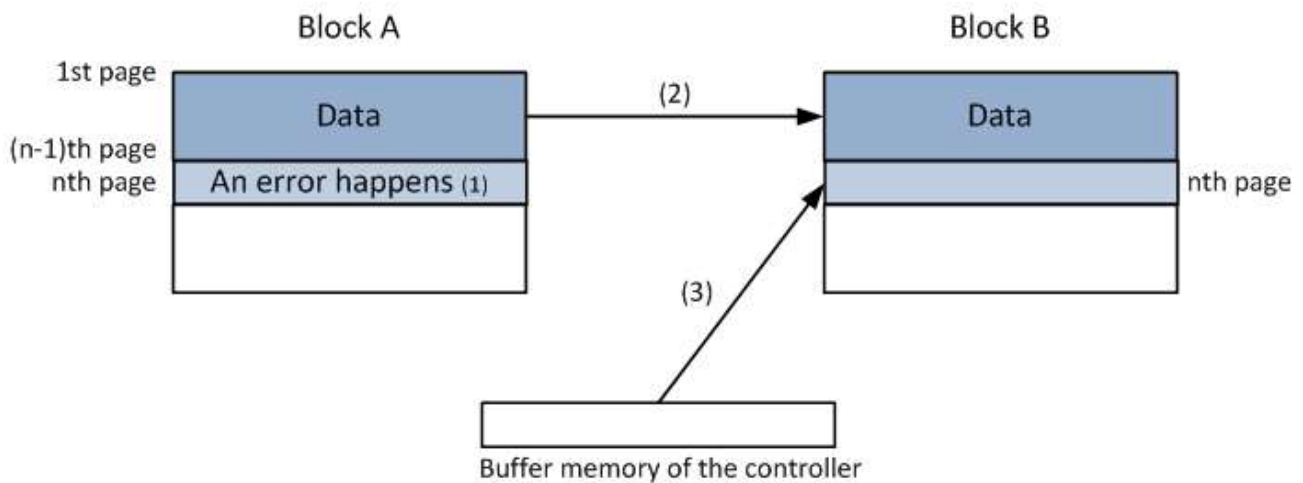 Block A
Block B
1st page
Data
(2)
Data
(n-1)th page
nth page
An error happens (1)
nth page
(3)
Buffer memory of the controller